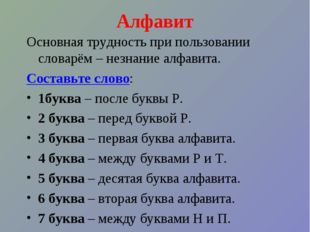 Алфавит
Основная трудность при пользовании
словарём – незнание алфавита.
Составьте слово:
• 1буква – после буквы Р.
• 2 буква – перед буквой Р.
• 3 буква – первая буква алфавита.
• 4 буква – между буквами Р и Т.
• 5 буква – десятая буква алфавита.
• 6 буква – вторая буква алфавита.
• 7 буква – между буквами Н и П.